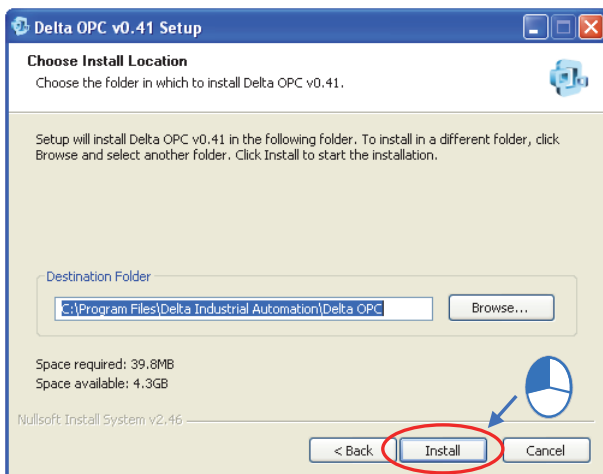 Delta OPC v0.41 Setup
Choose Install Location
Choose the folder in which to install Delta OPC v0.41.
Setup will install Delta OPC v0.41 in the following folder. To install in a different folder, click
Browse and select another folder. Click Install to start the installation.
Destination Folder
C:\Program Files\Delta Industrial Automation\Delta OPC
Browse...
Space required: 39.8MB
Space available: 4.3GB
Nullsoft Install System v2.46
< Back Install Cancel